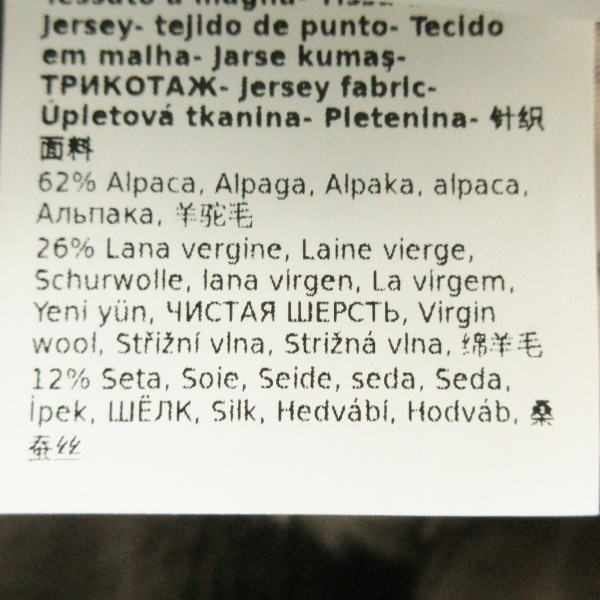 Tessuto a maglia- Tissu
Jersey- tejido de punto- Tecido
em malha- Jarse kumaş-
ТРИКОТАЖ- Jersey fabric-
Úpletová tkanina- Pletenina- 针织
面料
62% Alpaca, Alpaga, Alpaka, alpaca,
Альпака, 羊驼毛
26% Lana vergine, Laine vierge,
Schurwolle, lana virgen, La virgem,
Yeni yün, ЧИСТАЯ ШЕРСТЬ, Virgin
wool, Střižní vlna, Strižná vlna, 绵羊毛
12% Seta, Soie, Seide, seda, Seda,
İpek, ШЁЛК, Silk, Hedvábí, Hodváb, 桑
蚕丝